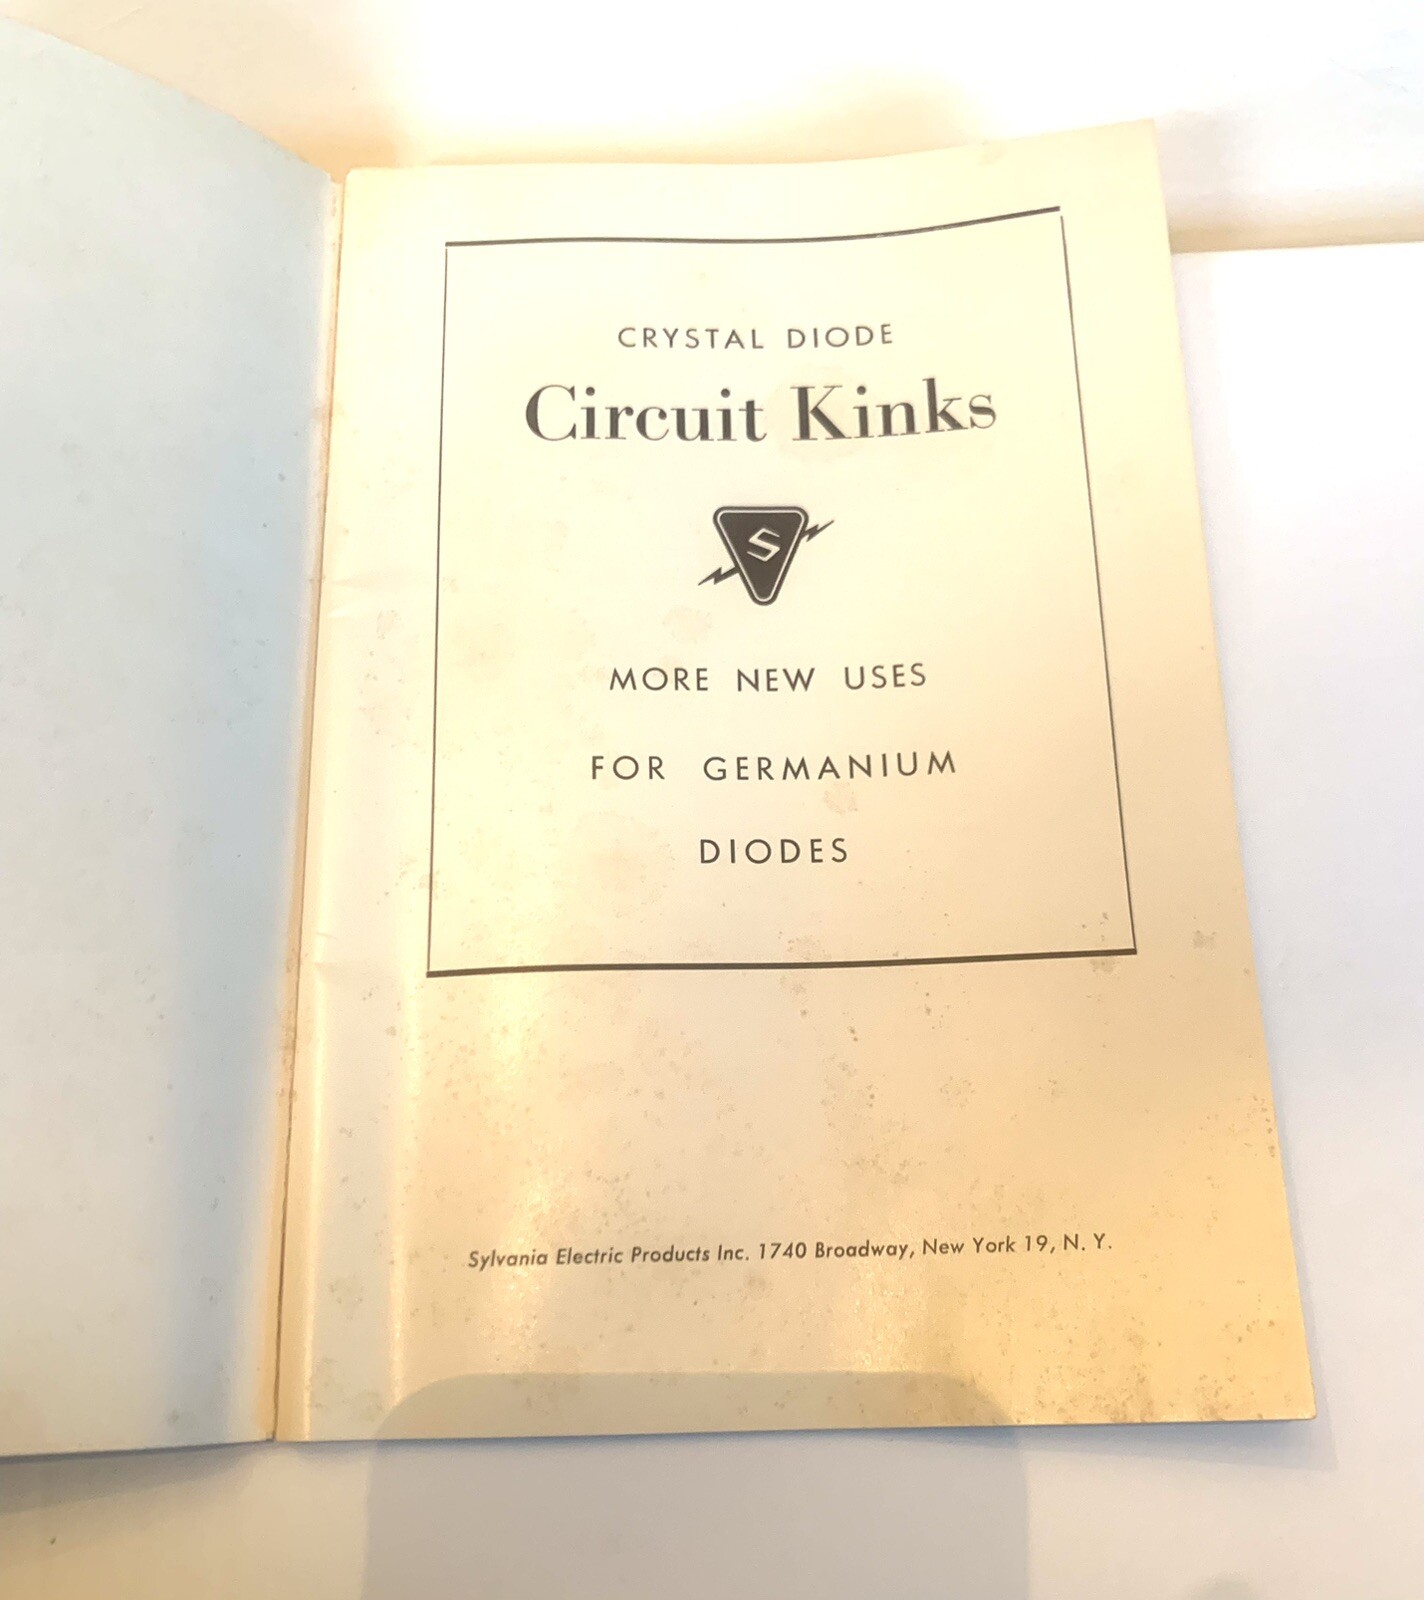 CRYSTAL DIODE
Circuit Kinks
S
MORE NEW USES
FOR GERMANIUM
DIODES
Sylvania Electric Products Inc. 1740 Broadway, New York 19, N. Y.